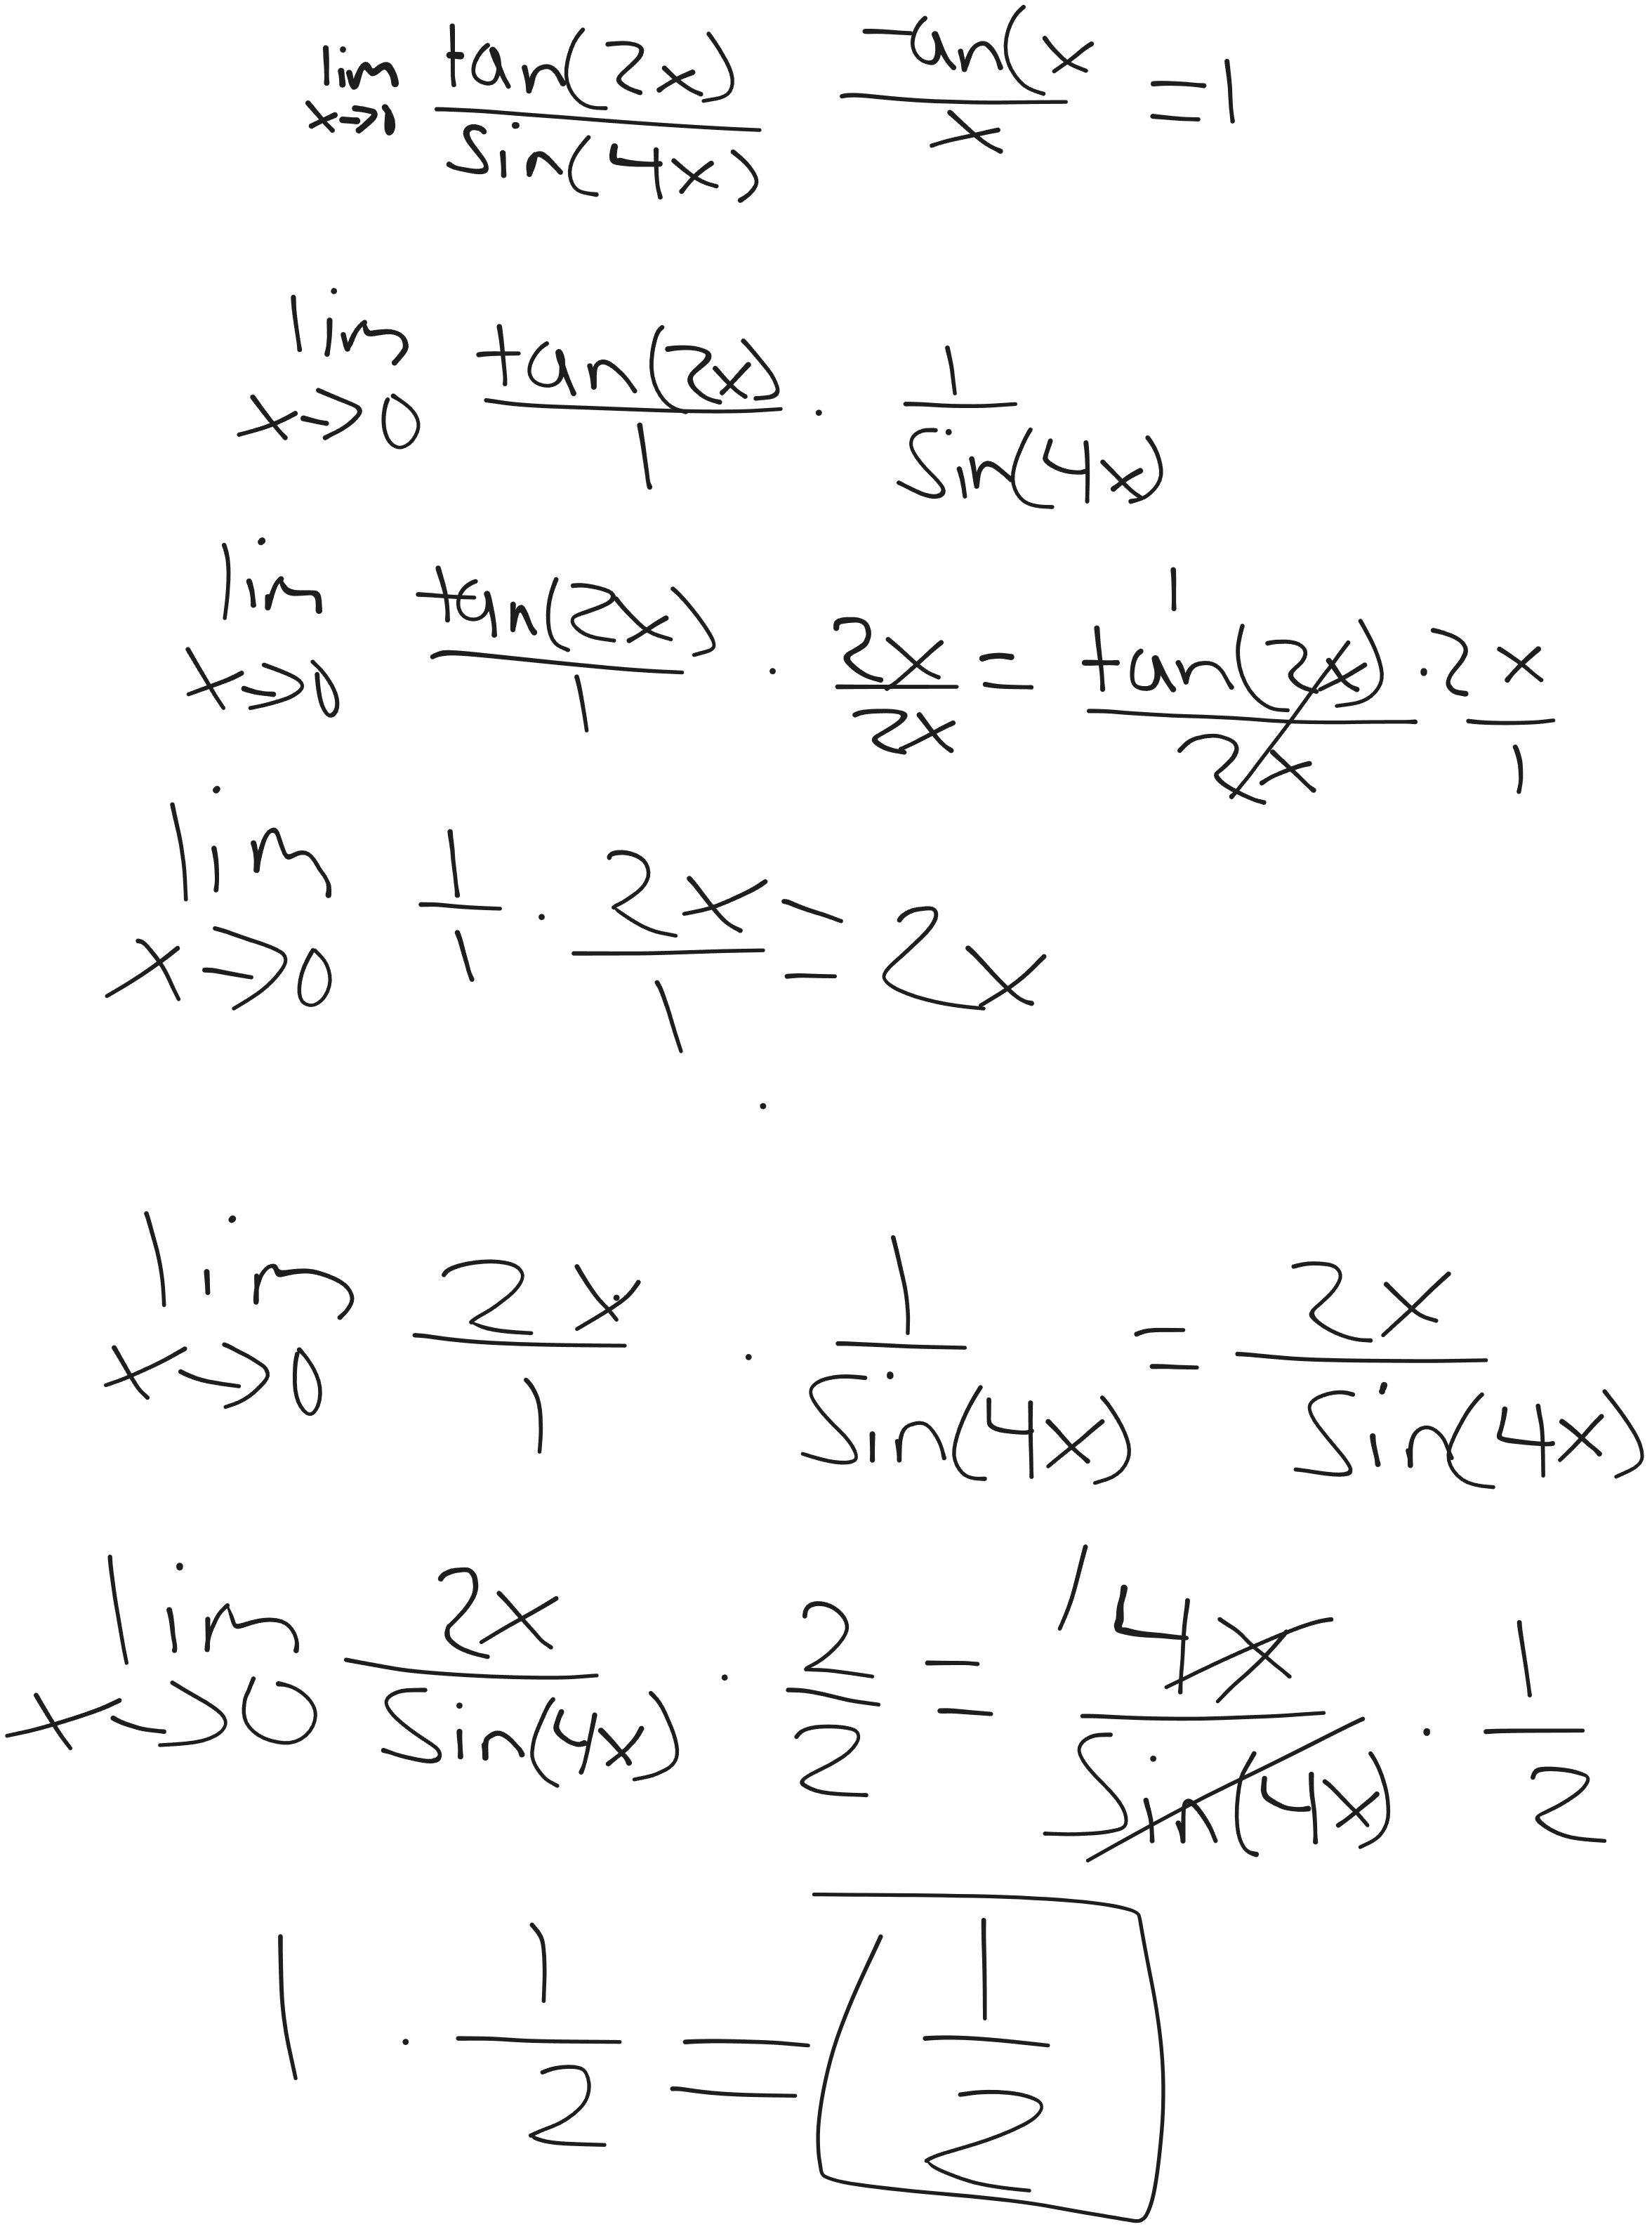 lim x->0 tan(2x)/sin(4x) tan(x/x =1
lim x->0 tan(2x)/1 · 1/sin(4x)
lim x->0 tan(2x)/1 · 2x/2x = 1 tan(2x)/2x · 2x/1
lim x->0 1/1 · 2x/1 = 2x
lim x->0 2x/1 · 1/sin(4x) = 2x/sin(4x)
lim x->0 2x/sin(4x) · 2/2 = 1 4x/sin(4x) · 1/2
1 · 1/2 = 1/2